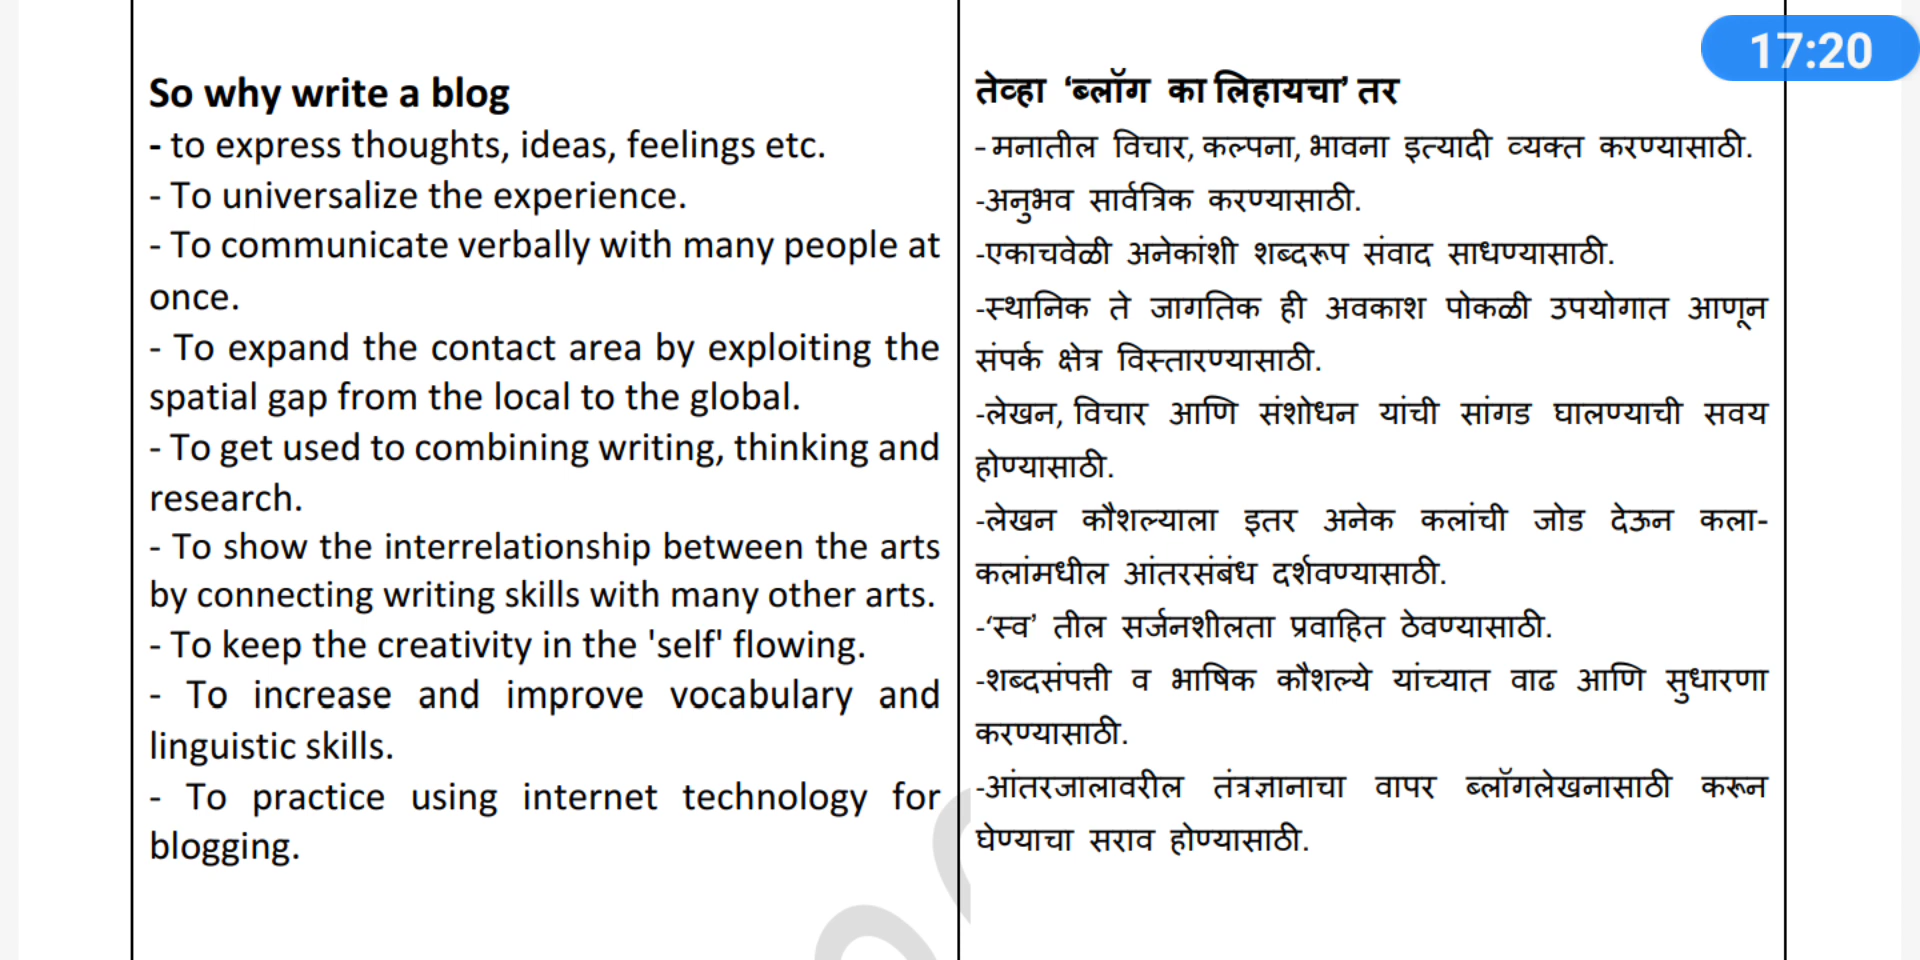 17:20
So why write a blog
- to express thoughts, ideas, feelings etc.
- To universalize the experience.
- To communicate verbally with many people at
once.
- To expand the contact area by exploiting the
spatial gap from the local to the global.
- To get used to combining writing, thinking and
research.
- To show the interrelationship between the arts
by connecting writing skills with many other arts.
- To keep the creativity in the 'self' flowing.
- To increase and improve vocabulary and
linguistic skills.
- To practice using internet technology for
blogging.
तेव्हा ‘ब्लॉग का लिहायचा’ तर
- मनातील विचार, कल्पना, भावना इत्यादी व्यक्त करण्यासाठी.
-अनुभव सार्वत्रिक करण्यासाठी.
-एकाचवेळी अनेकांशी शब्दरूप संवाद साधण्यासाठी.
-स्थानिक ते जागतिक ही अवकाश पोकळी उपयोगात आणून
संपर्क क्षेत्र विस्तारण्यासाठी.
-लेखन, विचार आणि संशोधन यांची सांगड घालण्याची सवय
होण्यासाठी.
-लेखन कौशल्याला इतर अनेक कलांची जोड देऊन कला-
कलांमधील आंतरसंबंध दर्शवण्यासाठी.
-‘स्व’ तील सर्जनशीलता प्रवाहित ठेवण्यासाठी.
-शब्दसंपत्ती व भाषिक कौशल्ये यांच्यात वाढ आणि सुधारणा
करण्यासाठी.
-आंतरजालावरील तंत्रज्ञानाचा वापर ब्लॉगलेखनासाठी करून
घेण्याचा सराव होण्यासाठी.